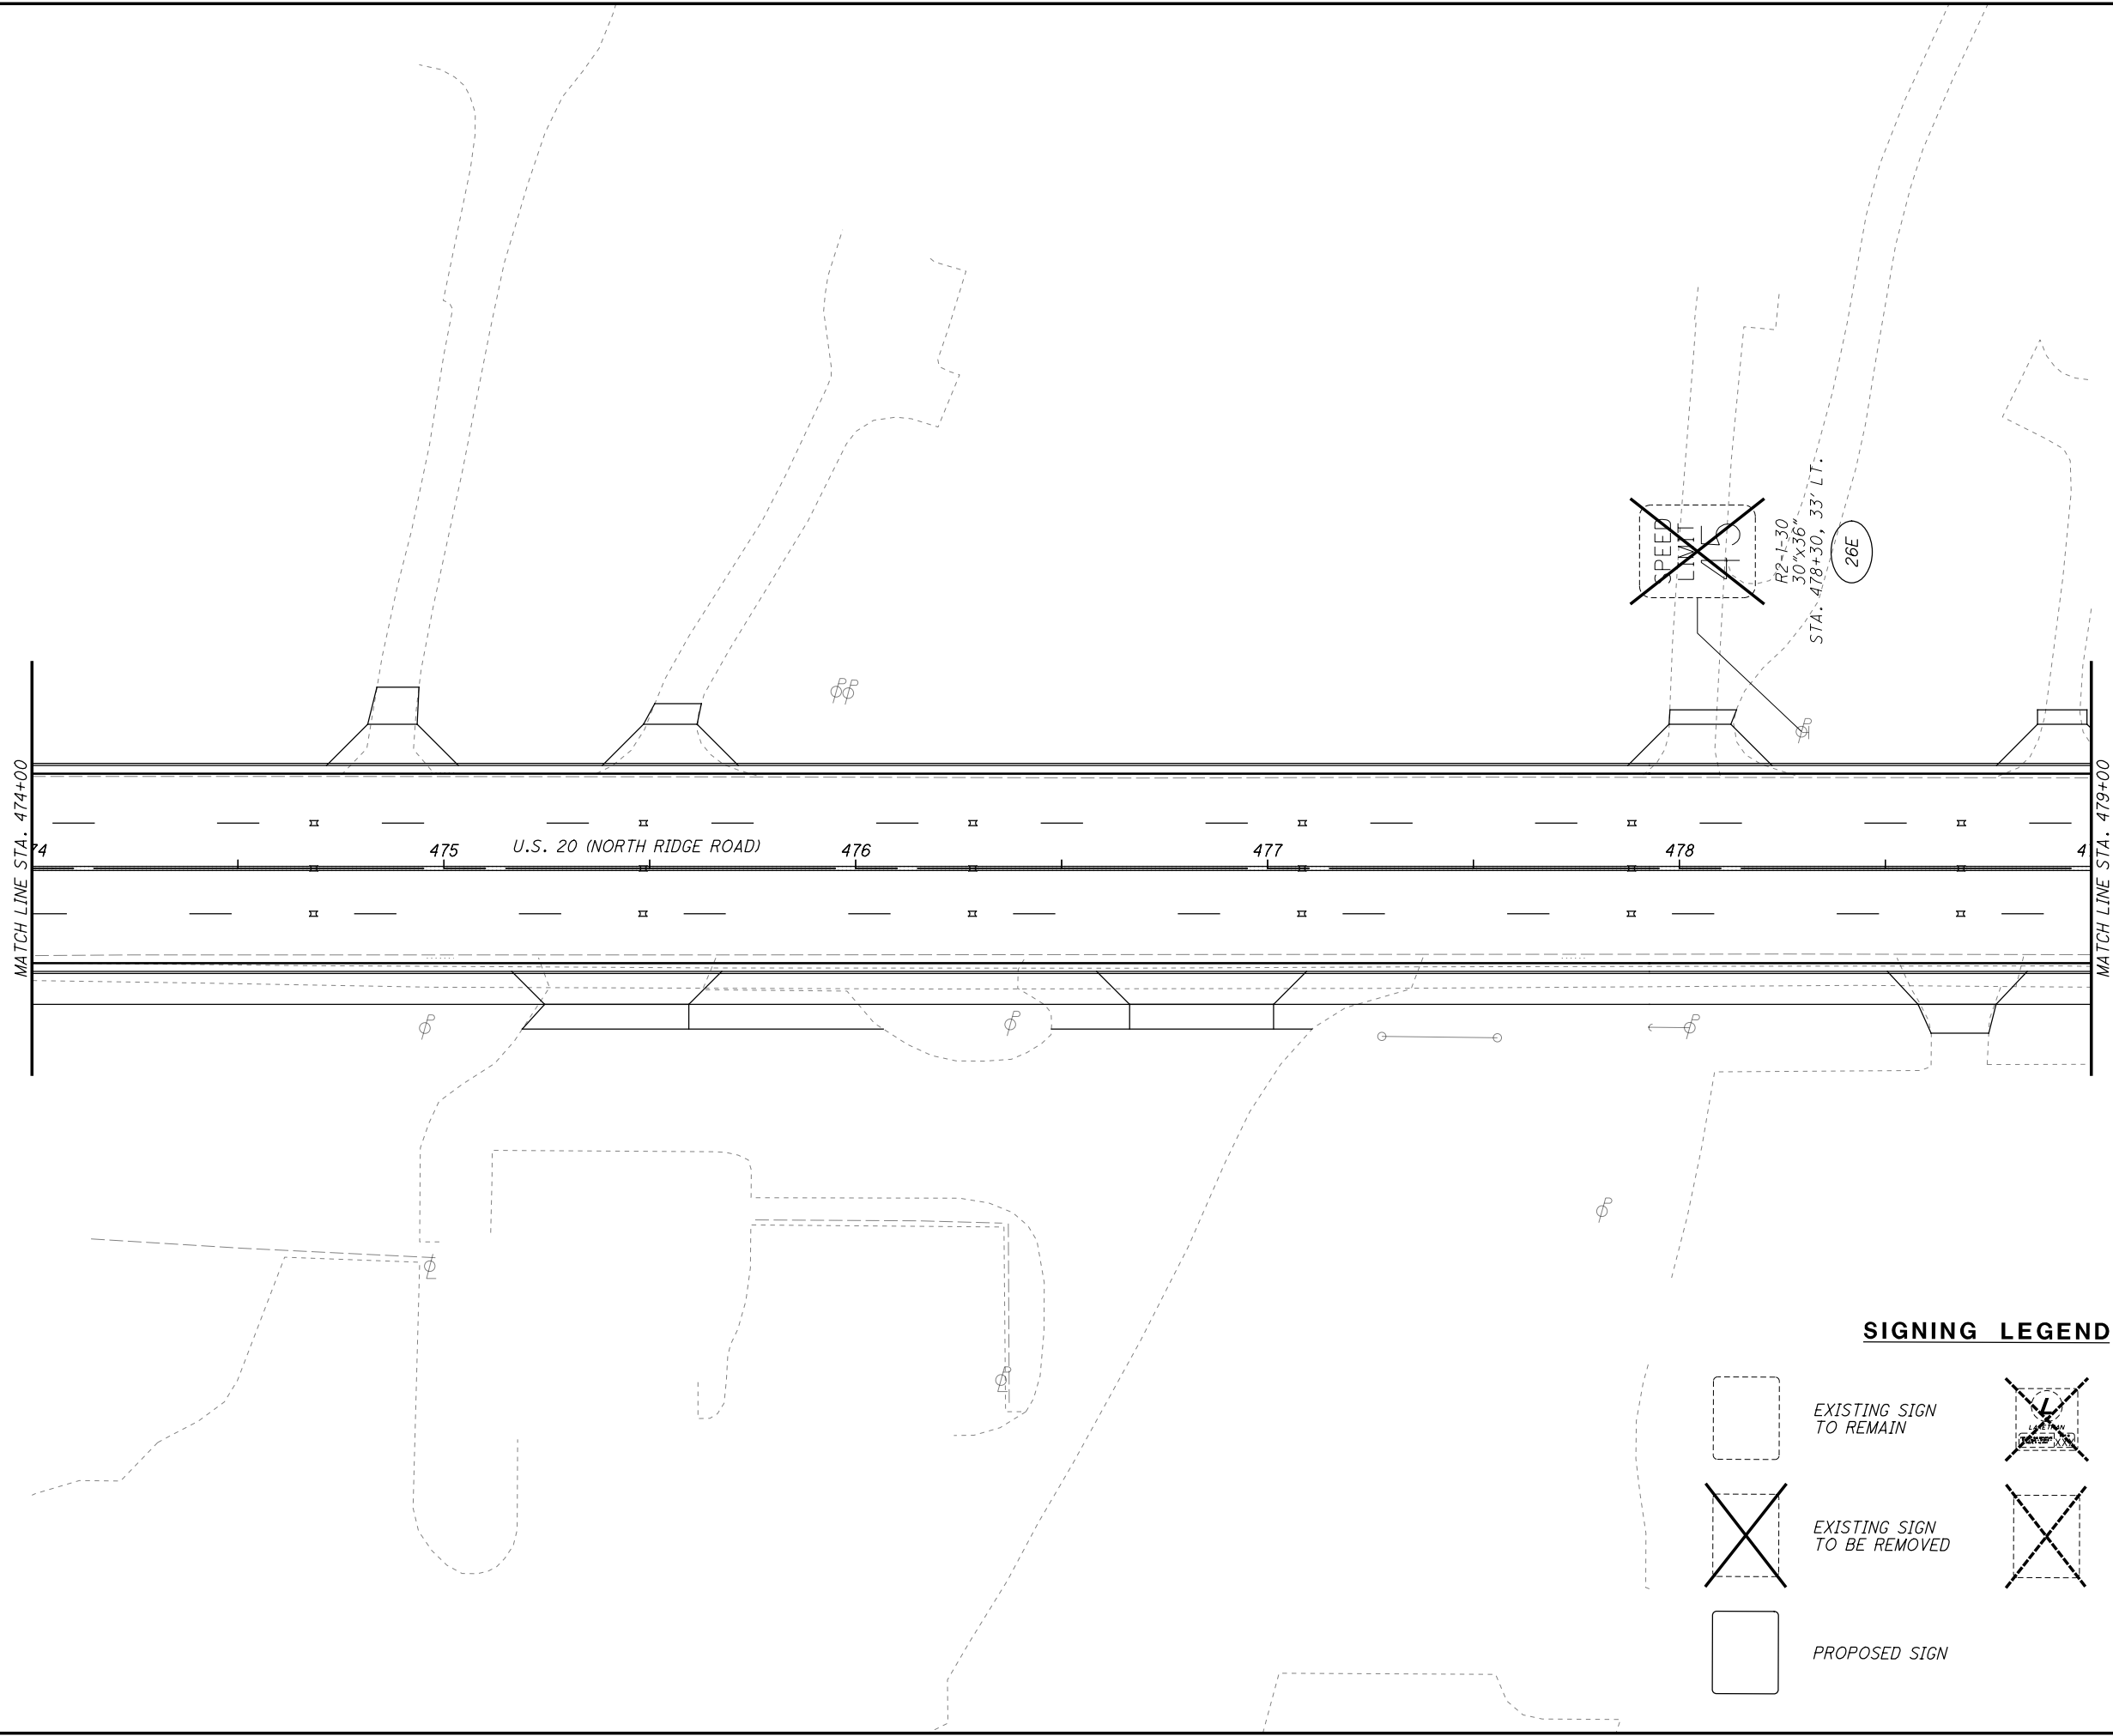 SPEED
LIMIT
45
R2-1-30
30"x36"
STA. 478+30, 33' LT.
26E
MATCH LINE STA. 474+00
MATCH LINE STA. 479+00
74
475
U.S. 20 (NORTH RIDGE ROAD)
476
477
478
4
P
P
P
P
P
P
P
P
SIGNING LEGEND
EXISTING SIGN
TO REMAIN
EXISTING SIGN
TO BE REMOVED
PROPOSED SIGN